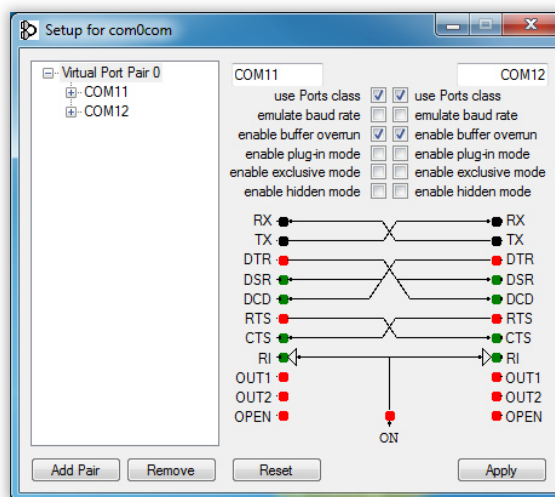 Setup for com0com
Virtual Port Pair 0
COM11
COM12
COM11 COM12
use Ports class use Ports class
emulate baud rate emulate baud rate
enable buffer overrun enable buffer overrun
enable plug-in mode enable plug-in mode
enable exclusive mode enable exclusive mode
enable hidden mode enable hidden mode
RX RX
TX TX
DTR DTR
DSR DSR
DCD DCD
RTS RTS
CTS CTS
RI RI
OUT1 OUT1
OUT2 OUT2
OPEN OPEN
ON
Add Pair Remove Reset Apply